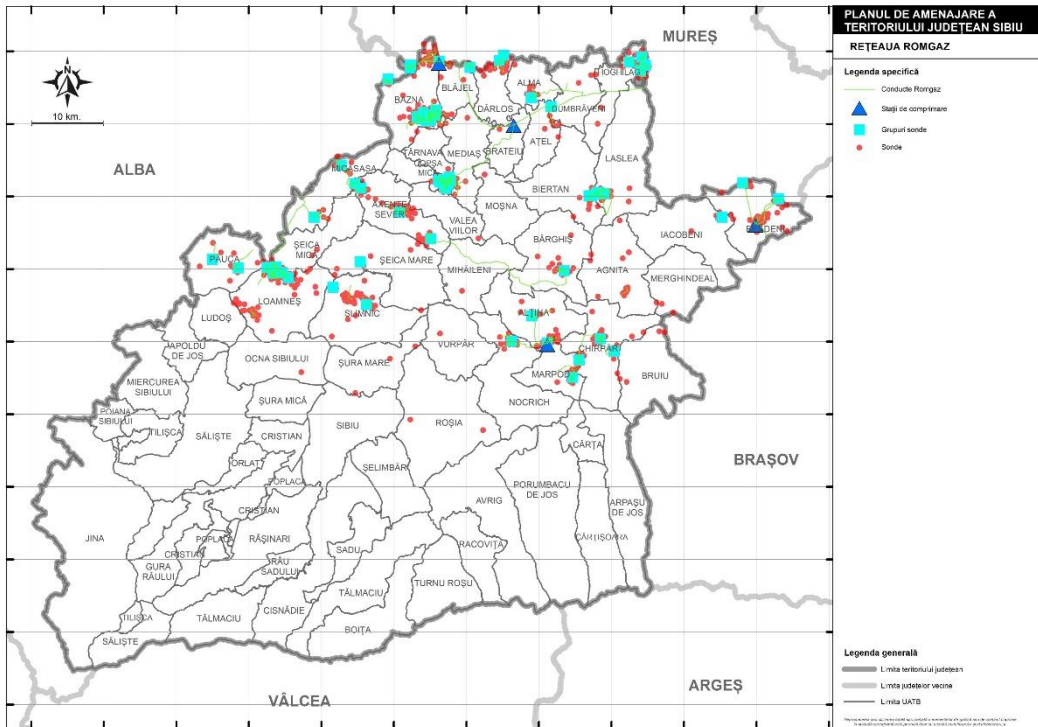 PLANUL DE AMENAJARE A
TERITORIULUI JUDEȚEAN SIBIU
REȚEAUA ROMGAZ
Legenda specifică
Conducte Romgaz
Stații de comprimare
Grupuri sonde
Sonde
MUREȘ
N
10 km.
ALBA
BRAȘOV
VÂLCEA
ARGEȘ
BLĂJEL
ALMA
BAZNA
DÂRLOS
DUMBRĂVENI
TÂRNAVA
MEDIAȘ
BRATEIU
AȚEL
COPȘA
MICĂ
LASLEA
MICĂSASA
BIERTAN
AXENTE
SEVER
MOȘNA
VALEA
VIILOR
IACOBENI
ȘEICA
MICĂ
BÂRGHIȘ
PĂUCA
ȘEICA MARE
MIHĂILENI
AGNITA
MERGHINDEAL
LOAMNEȘ
LUDOȘ
SLIMNIC
ALȚÎNA
VURPĂR
CHIRPĂR
APOLDU
DE JOS
OCNA SIBIULUI
ȘURA MARE
MARPOD
BRUIU
MIERCUREA
SIBIULUI
ȘURA MICĂ
NOCRICH
POIANA
SIBIULUI
TILIȘCA
SĂLIȘTE
CRISTIAN
SIBIU
ROȘIA
CÂRȚA
ORLAT
ȘELIMBĂR
POPLACA
PORUMBACU
DE JOS
AVRIG
ARPAȘU
DE JOS
CRISTIAN
JINA
POPLACA
RĂȘINARI
RACOVIȚA
CÂRȚIȘOARA
CRISTIAN
SADU
GURA
RÂULUI
RÂU
SADULUI
TURNU ROȘU
TĂLMACIU
CISNĂDIE
TILIȘCA
TĂLMACIU
BOIȚA
SĂLIȘTE
Legenda generală
Limita teritoriului județean
Limita județelor vecine
Limita UATB